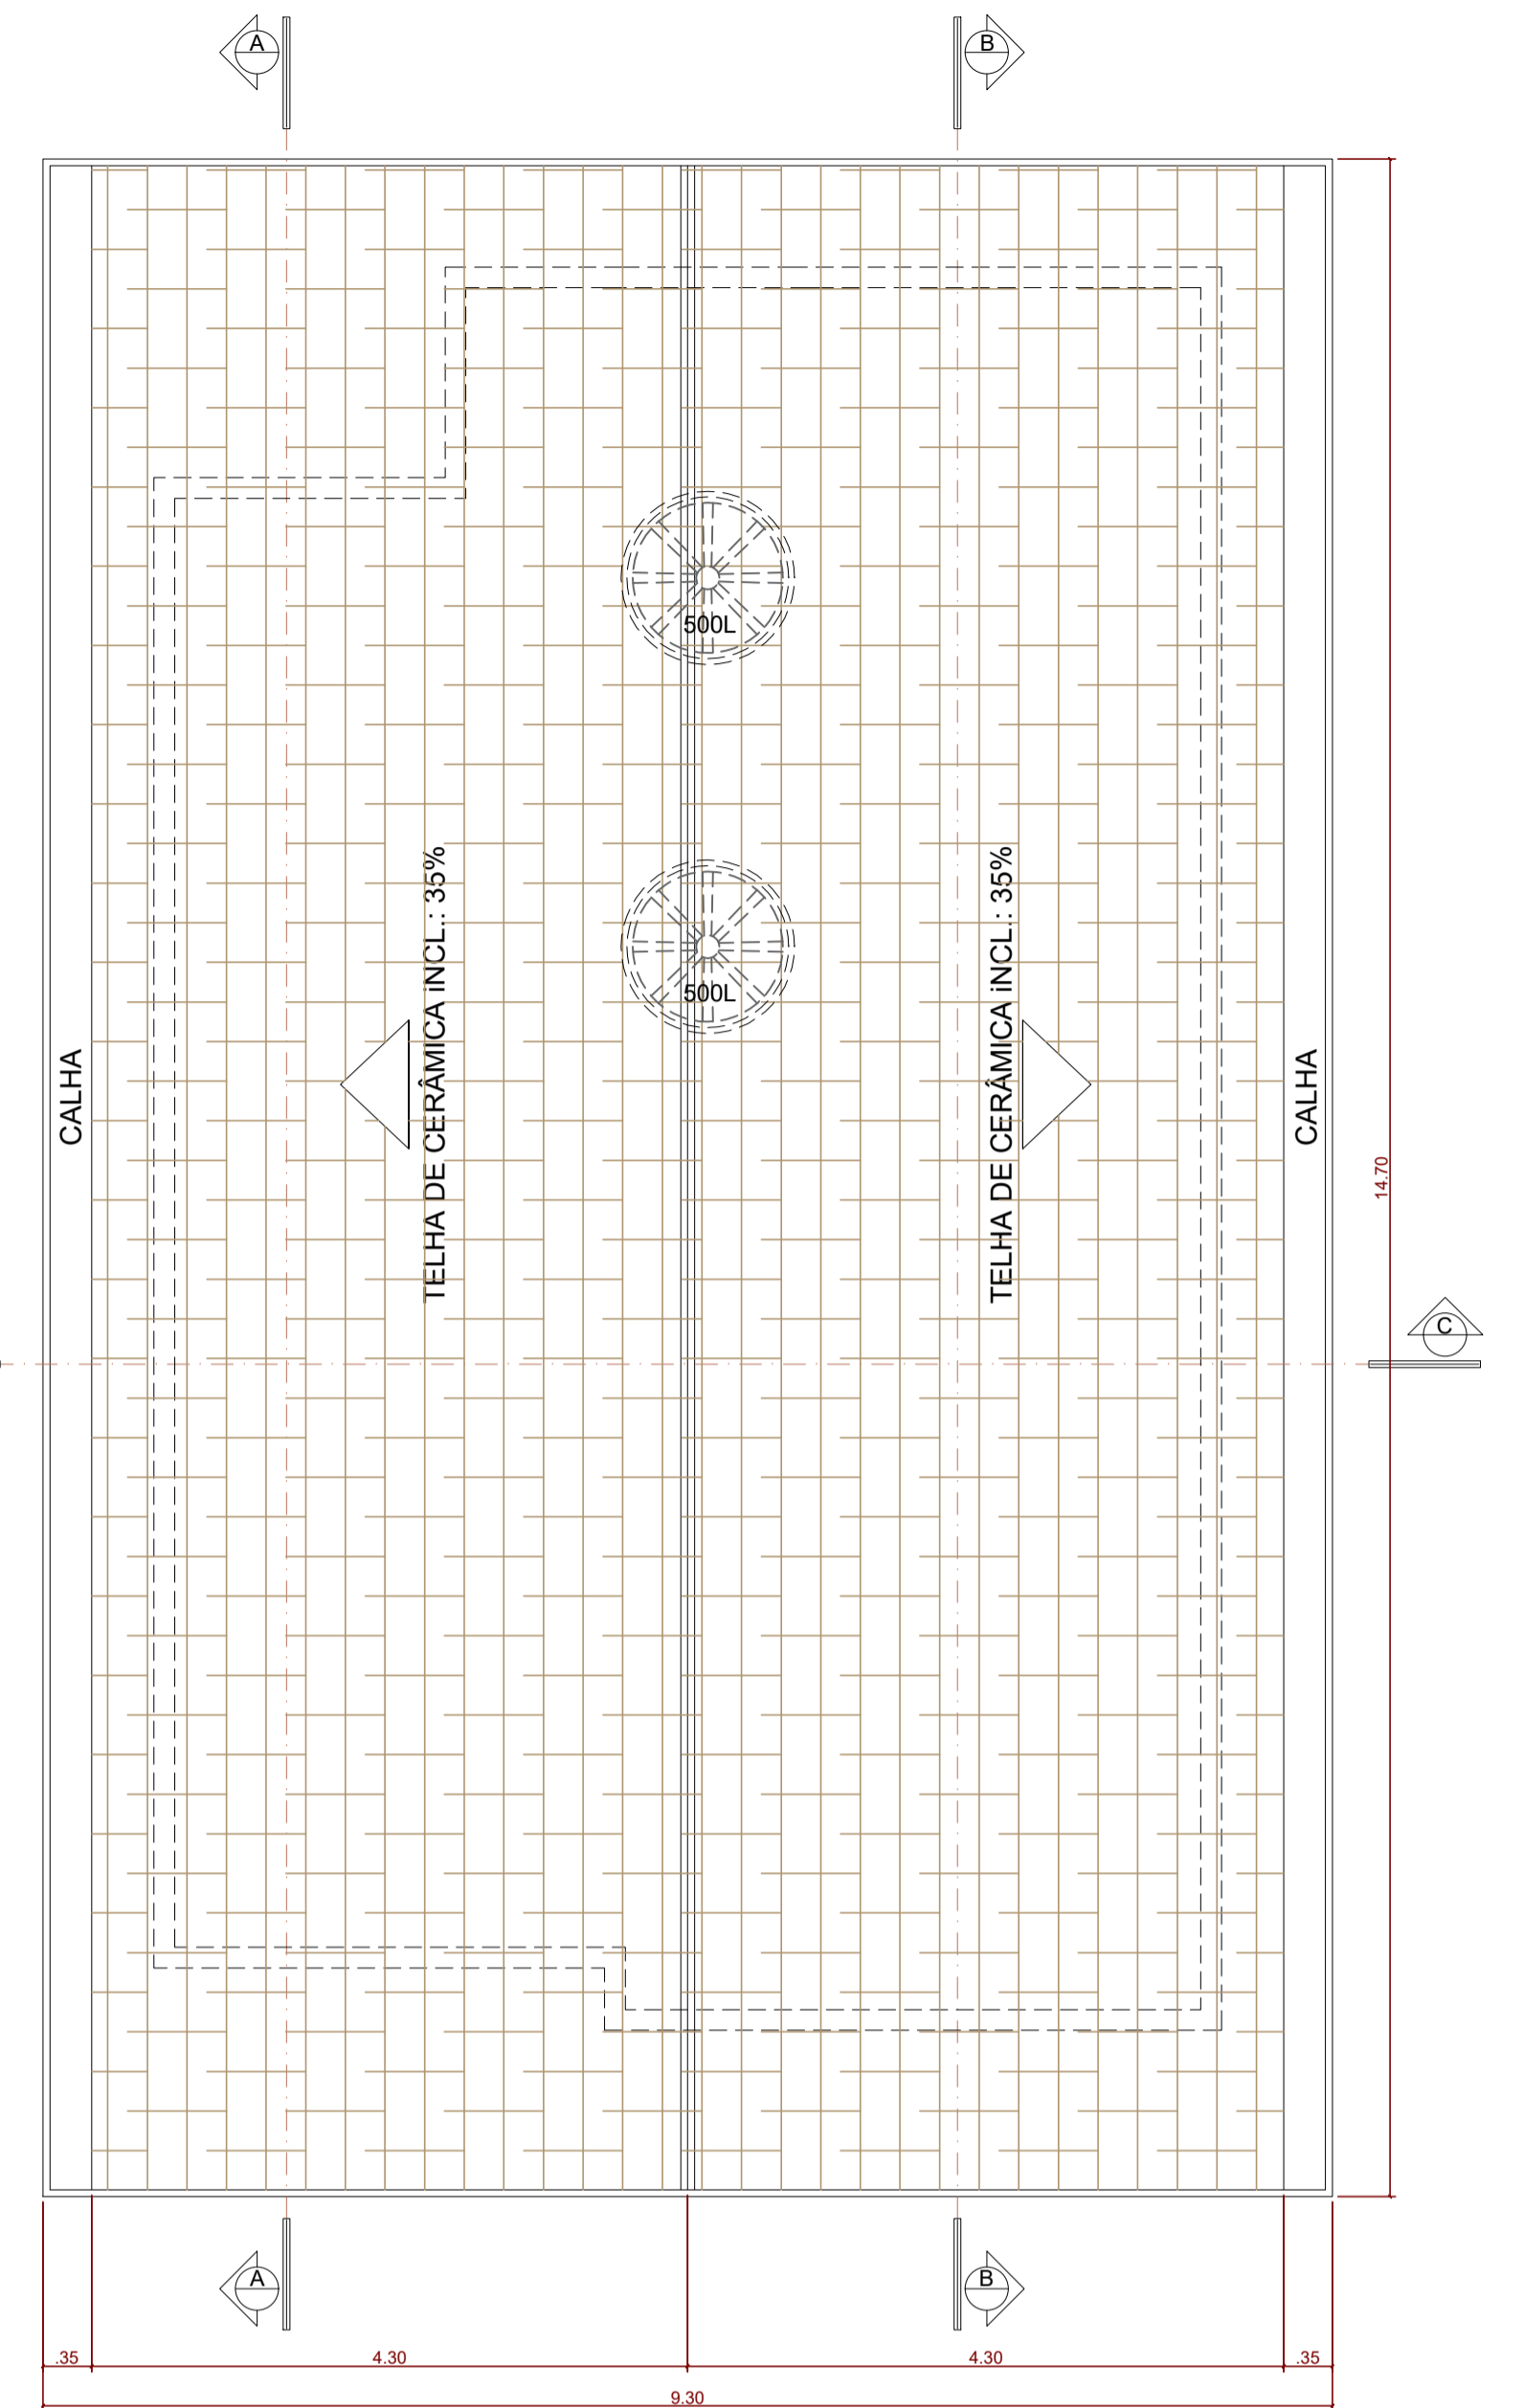 A
B
500L
500L
TELHA DE CERÂMICA iNCL.: 35%
TELHA DE CERÂMICA iNCL.: 35%
CALHA
CALHA
14.70
C
A
B
.35
4.30
4.30
.35
9.30